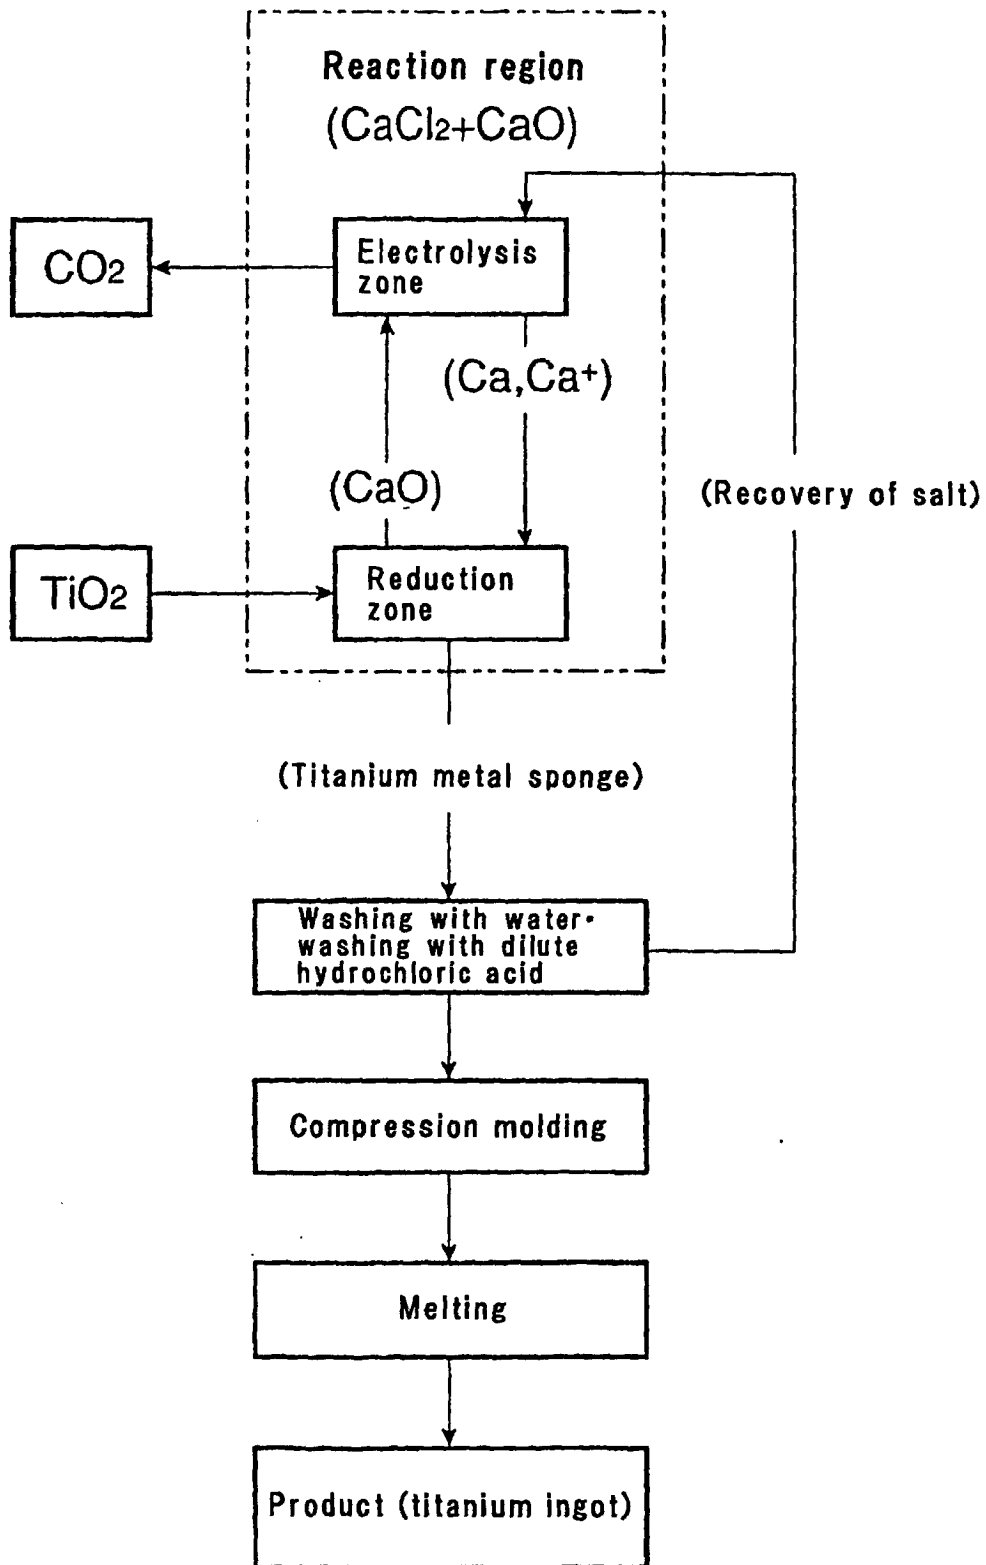 Reaction region
(CaCl2+CaO)
CO2
Electrolysis
zone
(Ca,Ca+)
(CaO)
(Recovery of salt)
TiO2
Reduction
zone
(Titanium metal sponge)
Washing with water·
washing with dilute
hydrochloric acid
Compression molding
Melting
Product (titanium ingot)